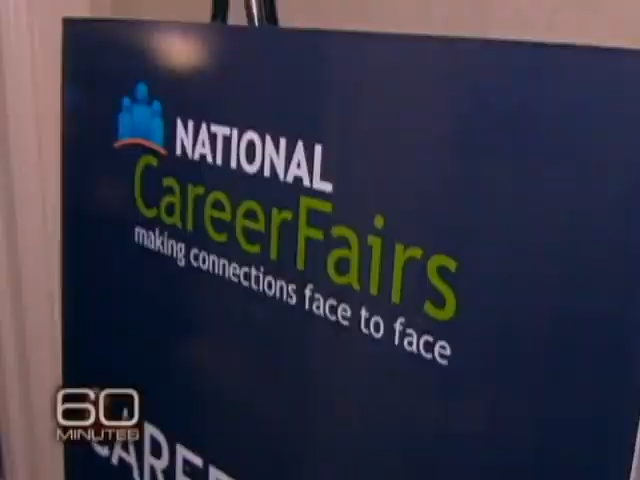 NATIONAL
CareerFairs
making connections face to face
60
MINUTES